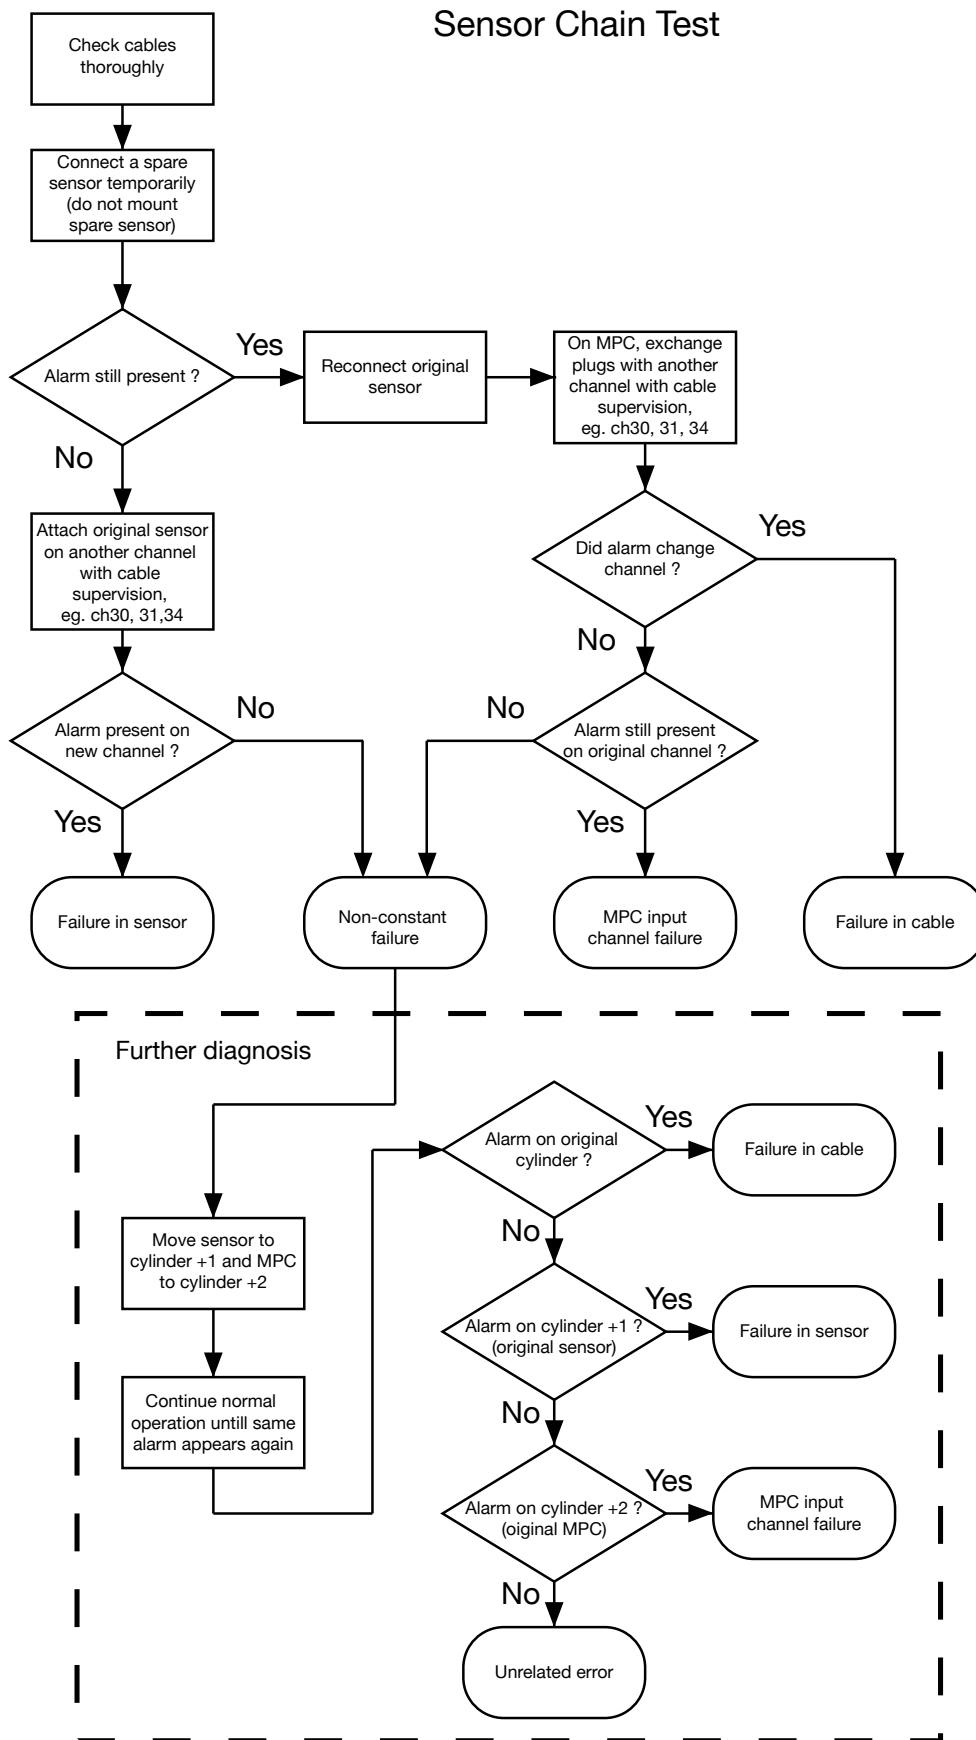 Sensor Chain Test
Check cables
thoroughly
Connect a spare
sensor temporarily
(do not mount
spare sensor)
Alarm still present ?
Yes
Reconnect original
sensor
On MPC, exchange
plugs with another
channel with cable
supervision,
eg. ch30, 31, 34
No
Attach original sensor
on another channel
with cable
supervision,
eg. ch30, 31,34
Did alarm change
channel ?
Yes
No
Alarm present on
new channel ?
No
No
Alarm still present
on original channel ?
Yes
Yes
Failure in sensor
Non-constant
failure
MPC input
channel failure
Failure in cable
Further diagnosis
Move sensor to
cylinder +1 and MPC
to cylinder +2
Continue normal
operation untill same
alarm appears again
Alarm on original
cylinder ?
Yes
Failure in cable
No
Alarm on cylinder +1 ?
(original sensor)
Yes
Failure in sensor
No
Alarm on cylinder +2 ?
(oiginal MPC)
Yes
MPC input
channel failure
No
Unrelated error